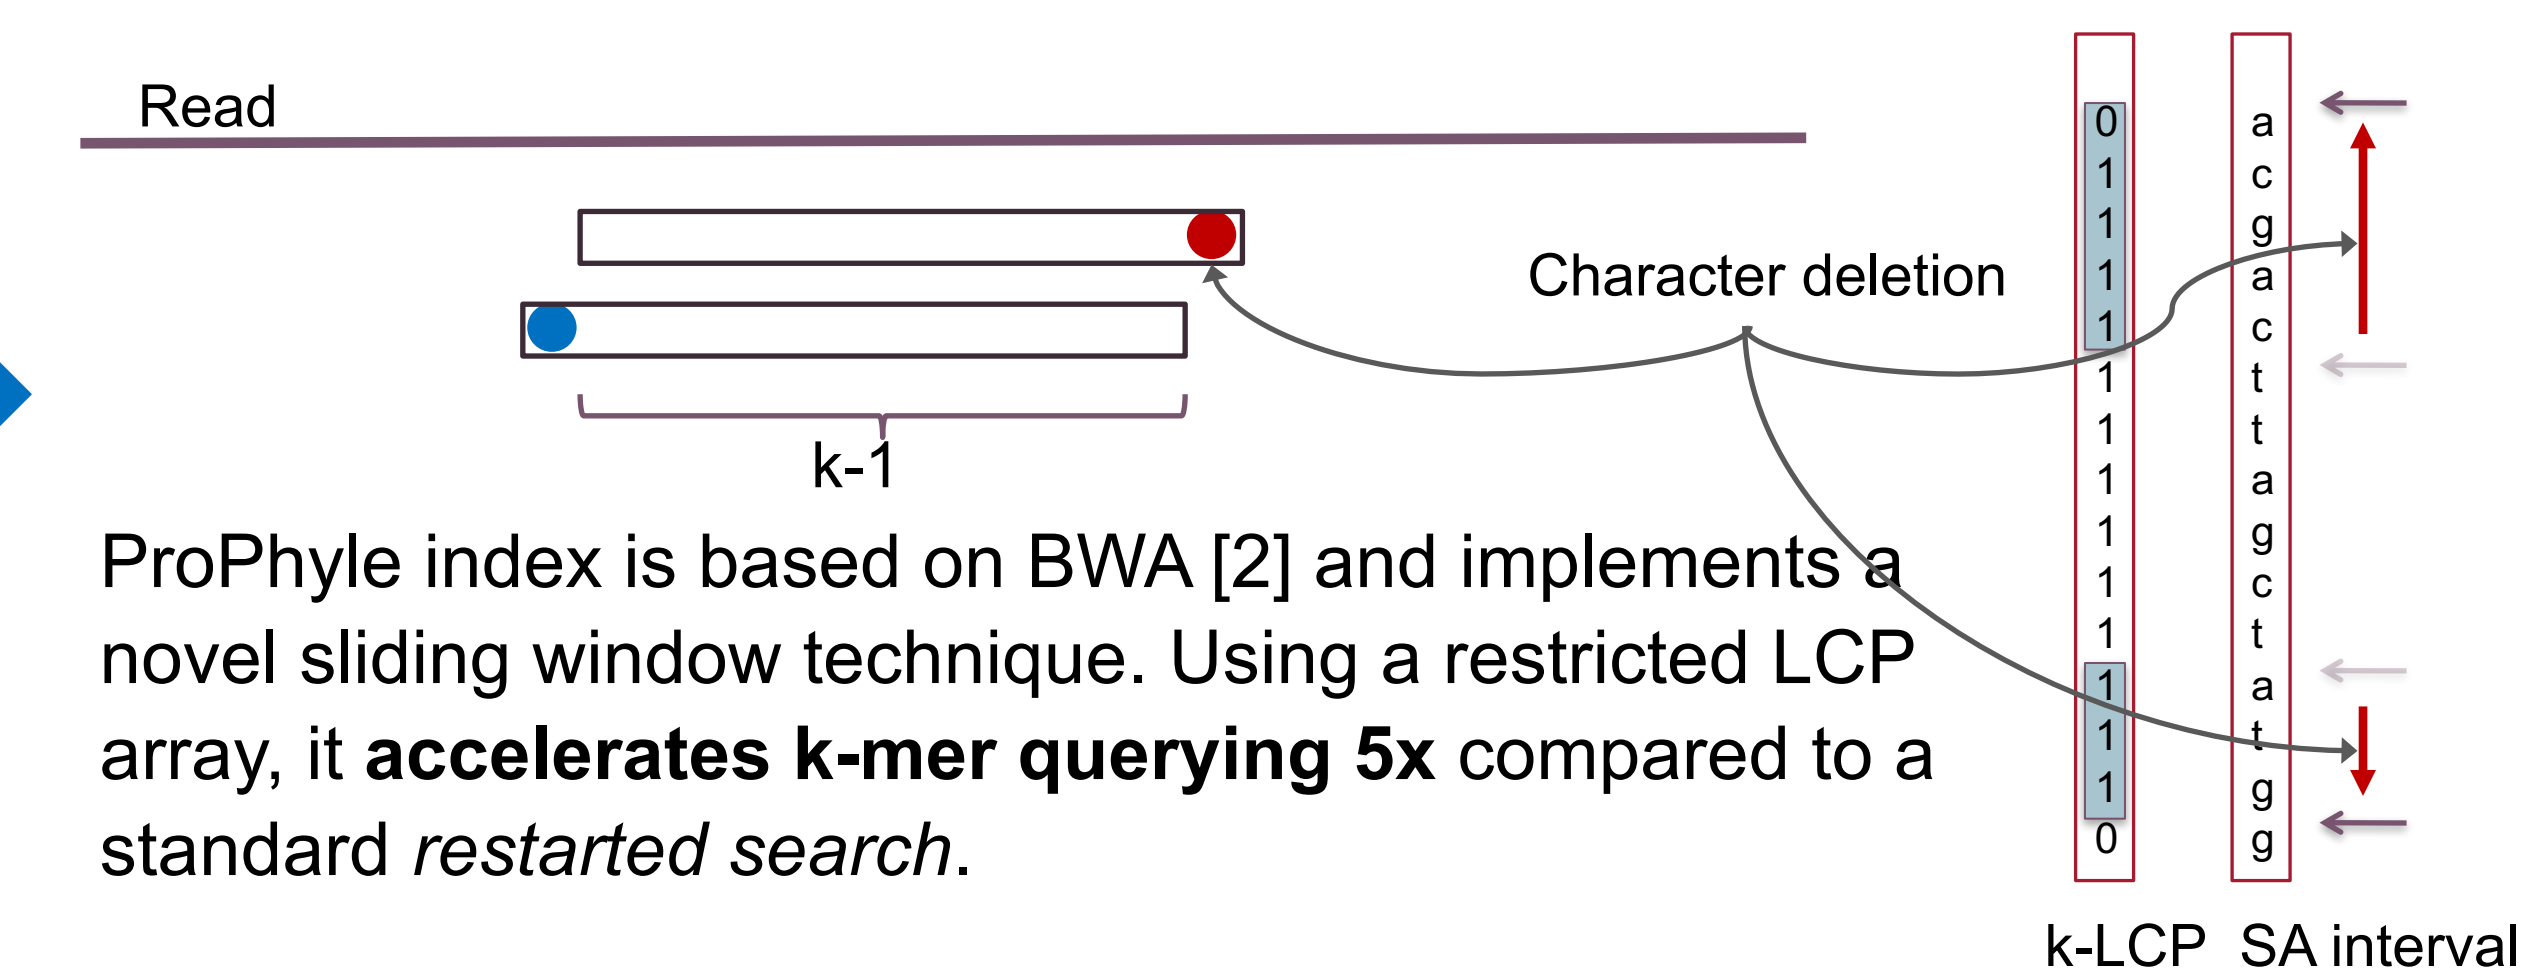 Read
Character deletion
k-1
ProPhyle index is based on BWA [2] and implements a
novel sliding window technique. Using a restricted LCP
array, it accelerates k-mer querying 5x compared to a
standard restarted search.
0 a
1 c
1 g
1 a
1 c
1 t
1 t
1 a
1 g
1 c
1 t
1 a
1 t
1 g
0 g
k-LCP SA interval